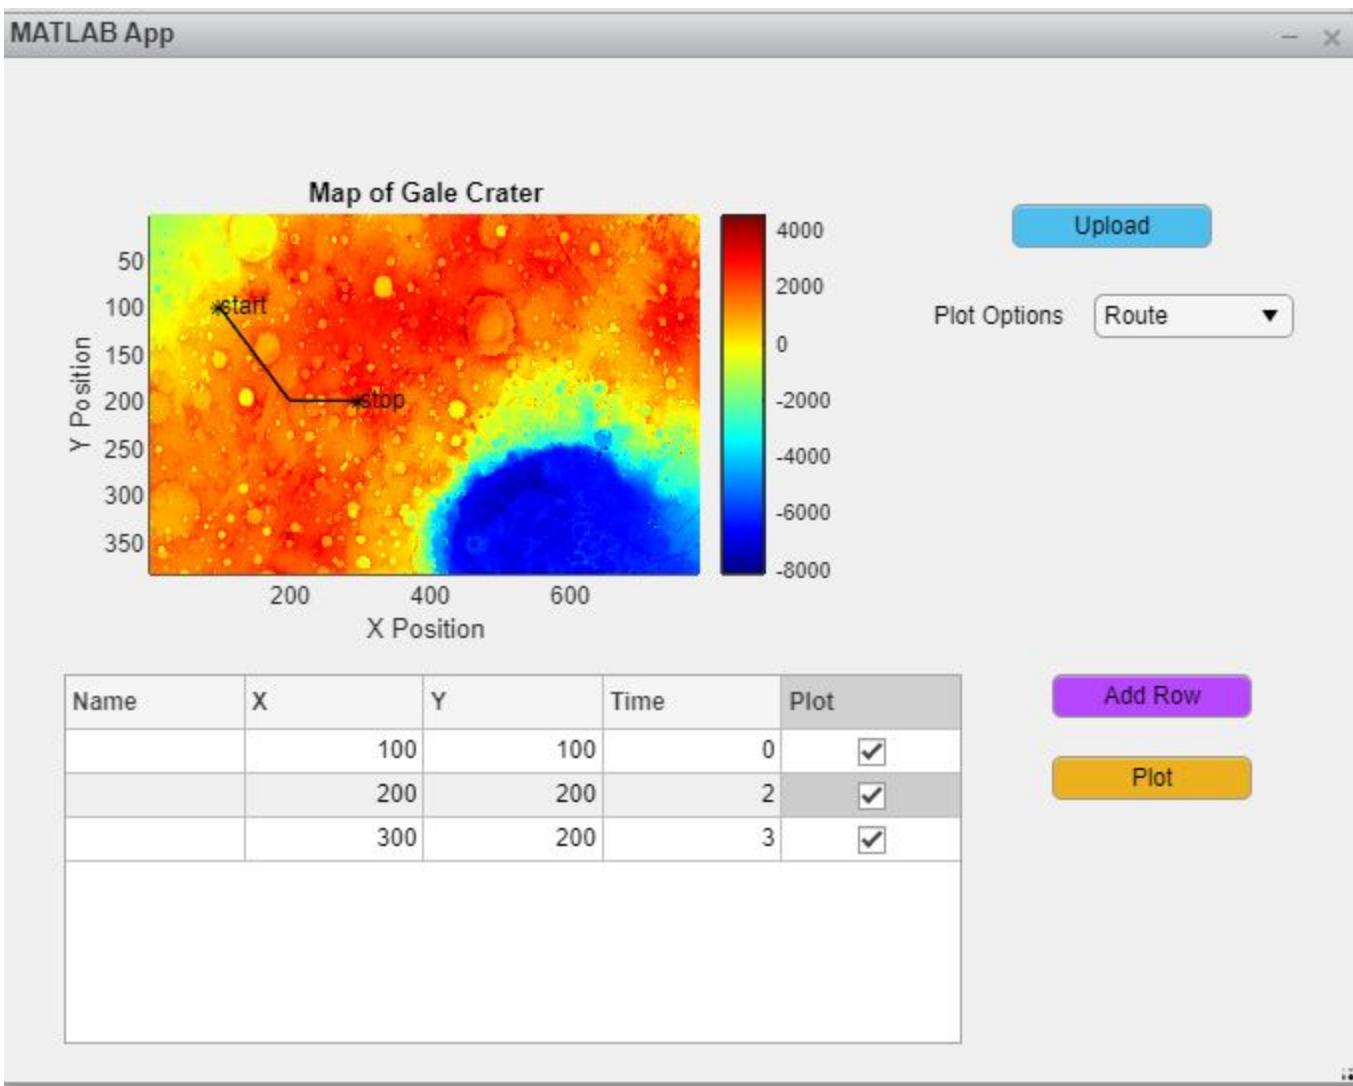 MATLAB App
Map of Gale Crater
Upload
Plot Options Route
Y Position
50
100
150
200
250
300
350
start
stop
4000
2000
0
-2000
-4000
-6000
-8000
200 400 600
X Position
Name X Y Time Plot
100 100 0
200 200 2
300 200 3
Add Row
Plot